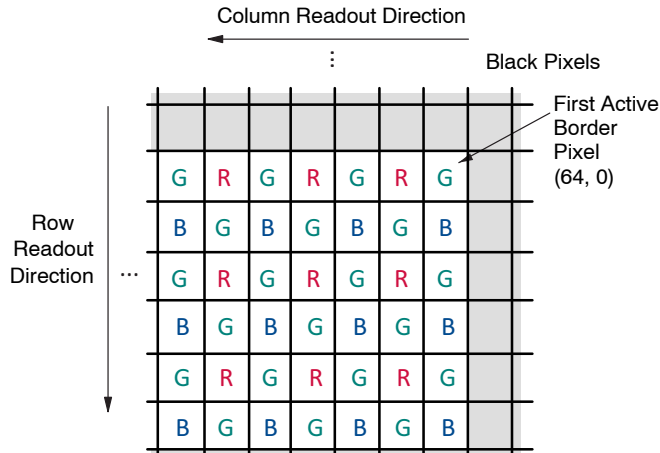 Column Readout Direction
⋮
Black Pixels
First Active
Border
Pixel
(64, 0)
G R G R G R G
B G B G B G B
Row
Readout
Direction
...
G R G R G R G
B G B G B G B
G R G R G R G
B G B G B G B